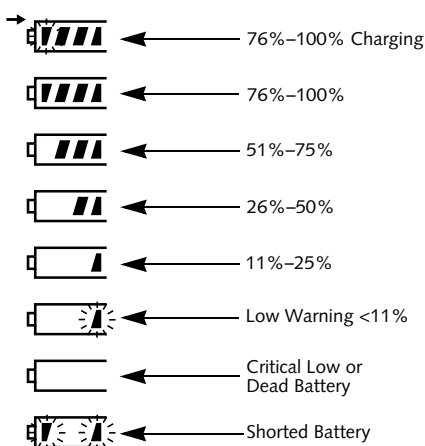 76%–100% Charging
76%–100%
51%–75%
26%–50%
11%–25%
Low Warning <11%
Critical Low or
Dead Battery
Shorted Battery